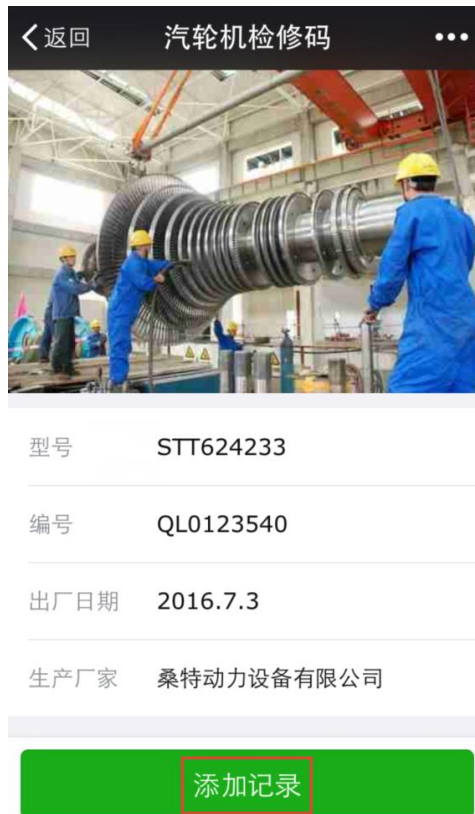 返回 汽轮机检修码
型号 STT624233
编号 QL0123540
出厂日期 2016.7.3
生产厂家 桑特动力设备有限公司
添加记录